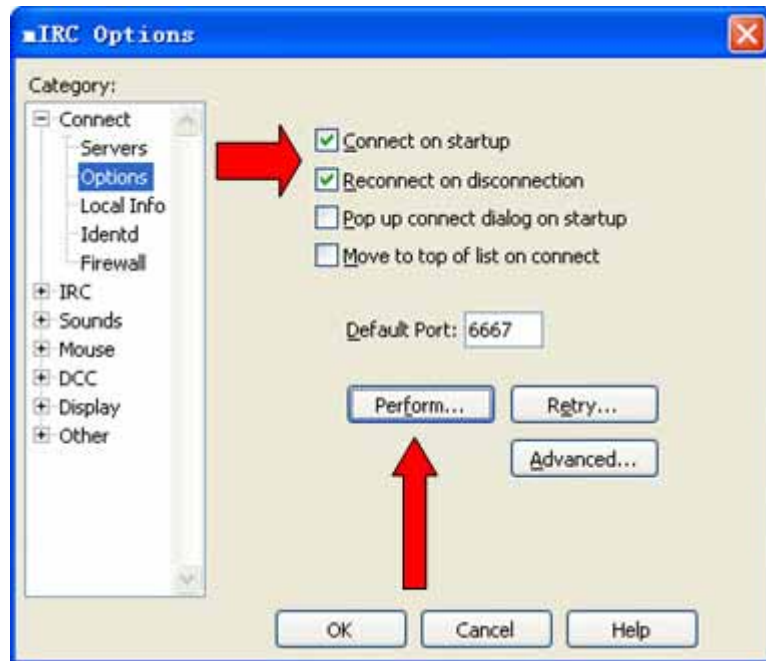 mIRC Options
Category:
Connect
Servers
Options
Local Info
Identd
Firewall
IRC
Sounds
Mouse
DCC
Display
Other
Connect on startup
Reconnect on disconnection
Pop up connect dialog on startup
Move to top of list on connect
Default Port: 6667
Perform... Retry...
Advanced...
OK Cancel Help